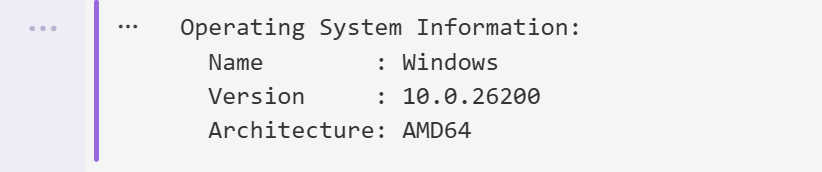 Operating System Information:
Name : Windows
Version : 10.0.26200
Architecture: AMD64